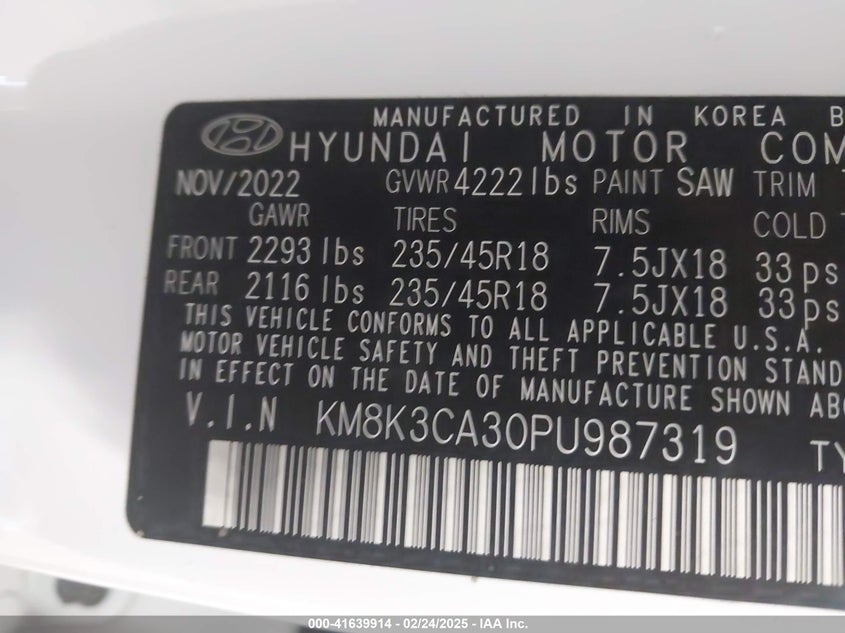 MANUFACTURED IN KOREA B
HYUNDAI MOTOR COM
NOV/2022 GVWR 4222 lbs PAINT SAW TRIM
GAWR TIRES RIMS COLD
FRONT 2293 lbs 235/45R18 7.5JX18 33 ps
REAR 2116 lbs 235/45R18 7.5JX18 33 ps
THIS VEHICLE CONFORMS TO ALL APPLICABLE U.S.A.
MOTOR VEHICLE SAFETY AND THEFT PREVENTION STAND
IN EFFECT ON THE DATE OF MANUFACTURE SHOWN ABO
V.I.N KM8K3CA30PU987319 TY
000-41639914 - 02/24/2025 - IAA Inc.